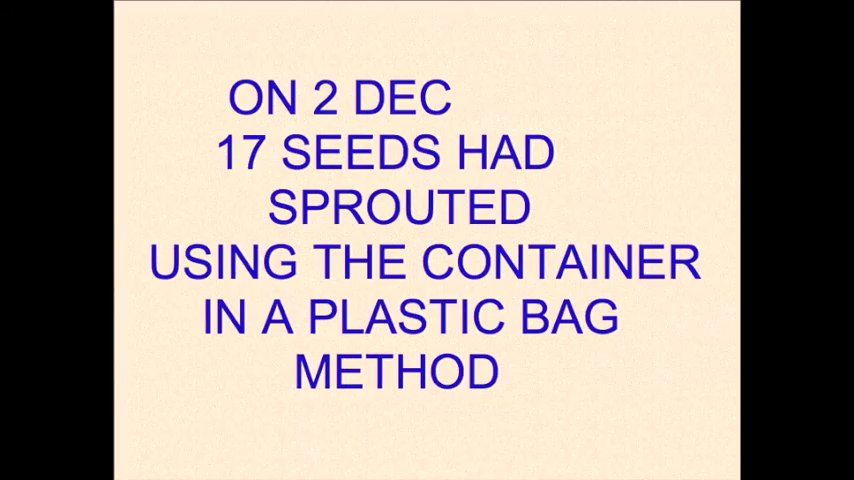 ON 2 DEC
17 SEEDS HAD
SPROUTED
USING THE CONTAINER
IN A PLASTIC BAG
METHOD